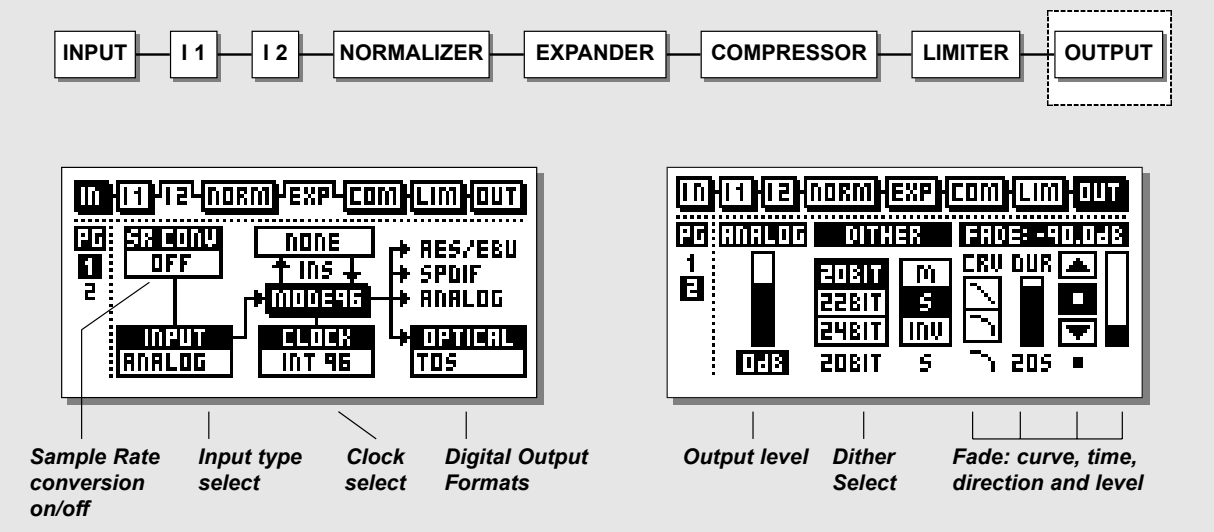 INPUT I 1 I 2 NORMALIZER EXPANDER COMPRESSOR LIMITER OUTPUT
IN I1 I2 NORM EXP COM LIM OUT
PG SR CONV NONE AES/EBU
1 OFF INS SPDIF
2 MODE96 ANALOG
INPUT CLOCK OPTICAL
ANALOG INT 96 TOS
Sample Rate
conversion
on/off
Input type
select
Clock
select
Digital Output
Formats
IN I1 I2 NORM EXP COM LIM OUT
PG ANALOG DITHER FADE: -90.0dB
1 20BIT M CRV DUR
2 22BIT S
24BIT INV
0dB 20BIT S 20S
Output level
Dither
Select
Fade: curve, time,
direction and level